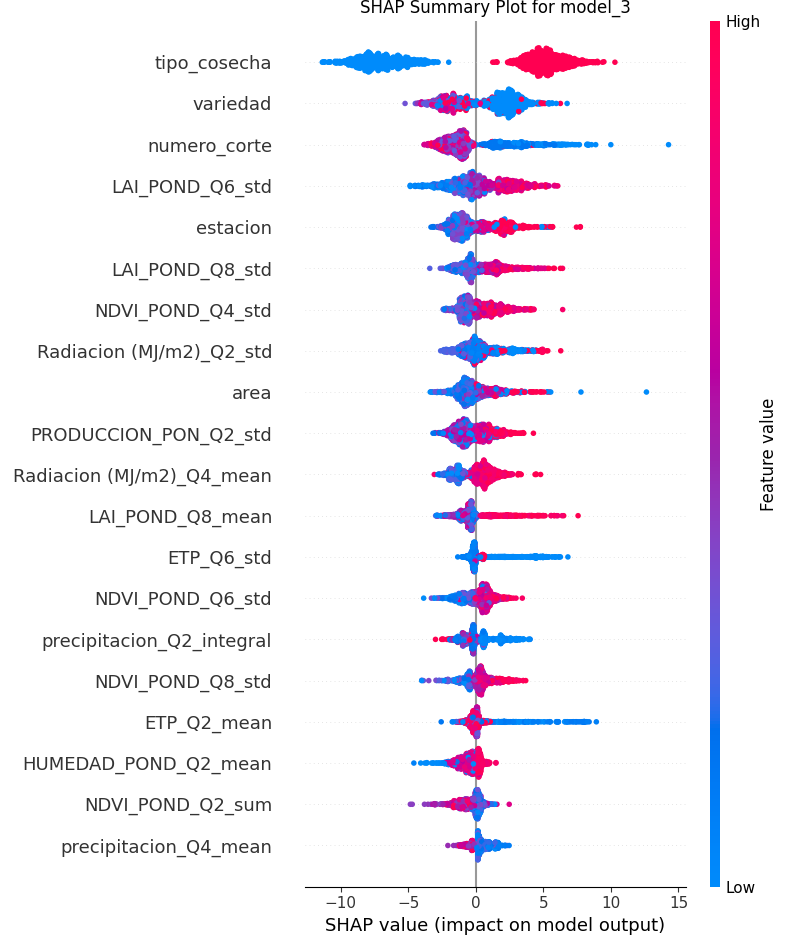 SHAP Summary Plot for model_3
High
tipo_cosecha
variedad
numero_corte
LAI_POND_Q6_std
estacion
LAI_POND_Q8_std
NDVI_POND_Q4_std
Radiacion (MJ/m2)_Q2_std
area
PRODUCCION_PON_Q2_std
Radiacion (MJ/m2)_Q4_mean
LAI_POND_Q8_mean
ETP_Q6_std
NDVI_POND_Q6_std
precipitacion_Q2_integral
NDVI_POND_Q8_std
ETP_Q2_mean
HUMEDAD_POND_Q2_mean
NDVI_POND_Q2_sum
precipitacion_Q4_mean
Feature value
Low
−10 −5 0 5 10 15
SHAP value (impact on model output)